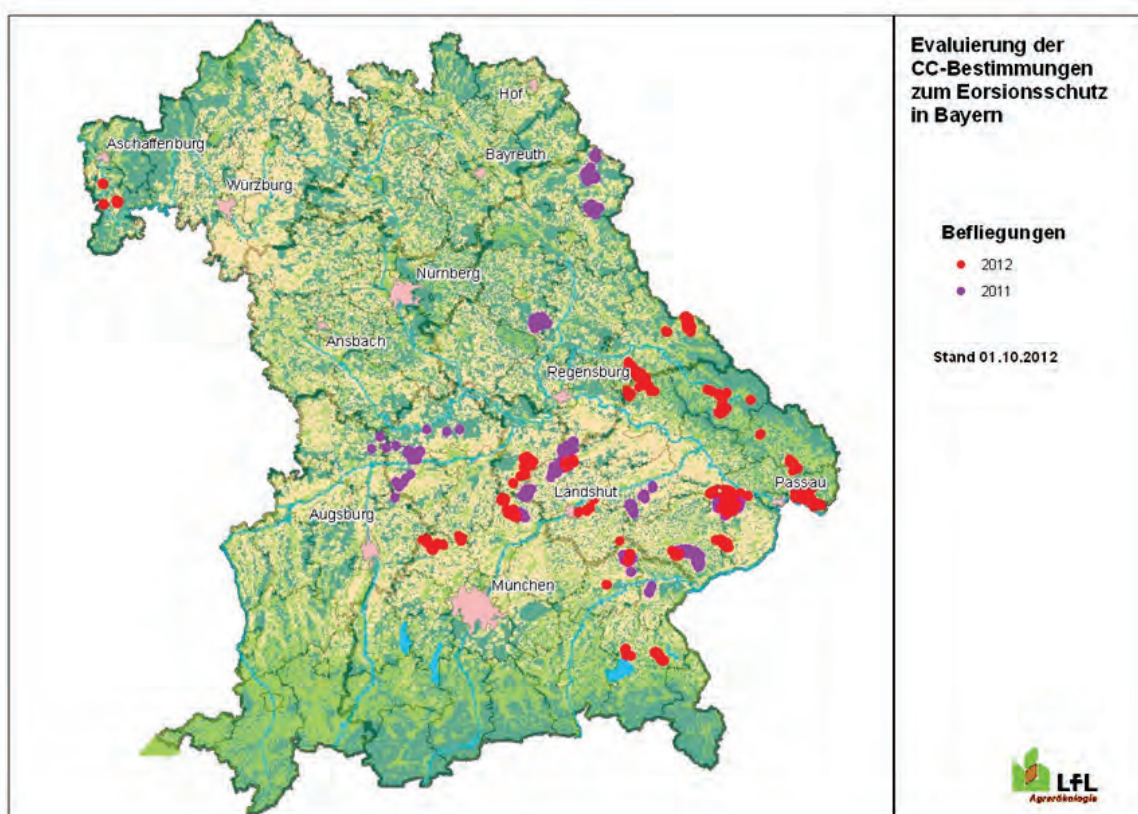 Evaluierung der
CC-Bestimmungen
zum Eorsionsschutz
in Bayern
Befliegungen
2012
2011
Stand 01.10.2012
Hof
Aschaffenburg
Bayreuth
Würzburg
Nürnberg
Ansbach
Regensburg
Passau
Landshut
Augsburg
München
LfL
Agrarökologie